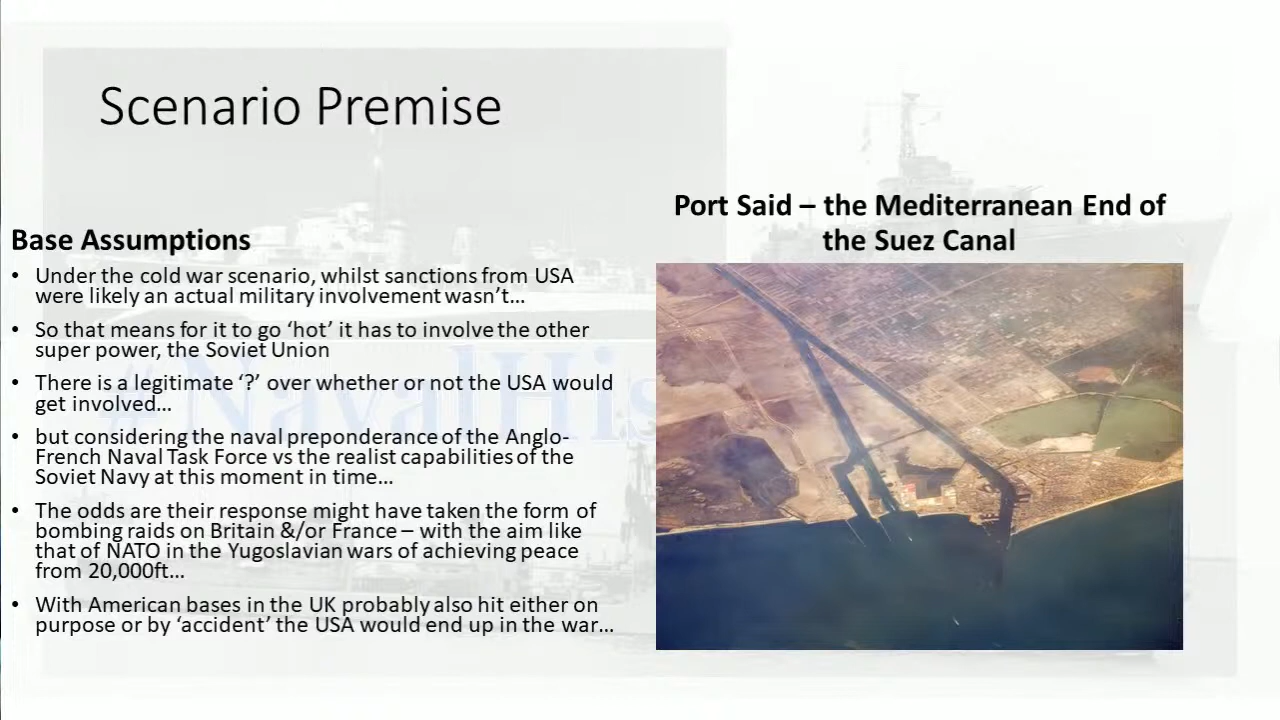 Scenario Premise
Base Assumptions
• Under the cold war scenario, whilst sanctions from USA
were likely an actual military involvement wasn't...
• So that means for it to go 'hot' it has to involve the other
super power, the Soviet Union
• There is a legitimate '?' over whether or not the USA would
get involved...
• but considering the naval preponderance of the Anglo-
French Naval Task Force vs the realist capabilities of the
Soviet Navy at this moment in time...
• The odds are their response might have taken the form of
bombing raids on Britain &/or France – with the aim like
that of NATO in the Yugoslavian wars of achieving peace
from 20,000ft...
• With American bases in the UK probably also hit either on
purpose or by 'accident' the USA would end up in the war...
Port Said – the Mediterranean End of
the Suez Canal
#NavalHis